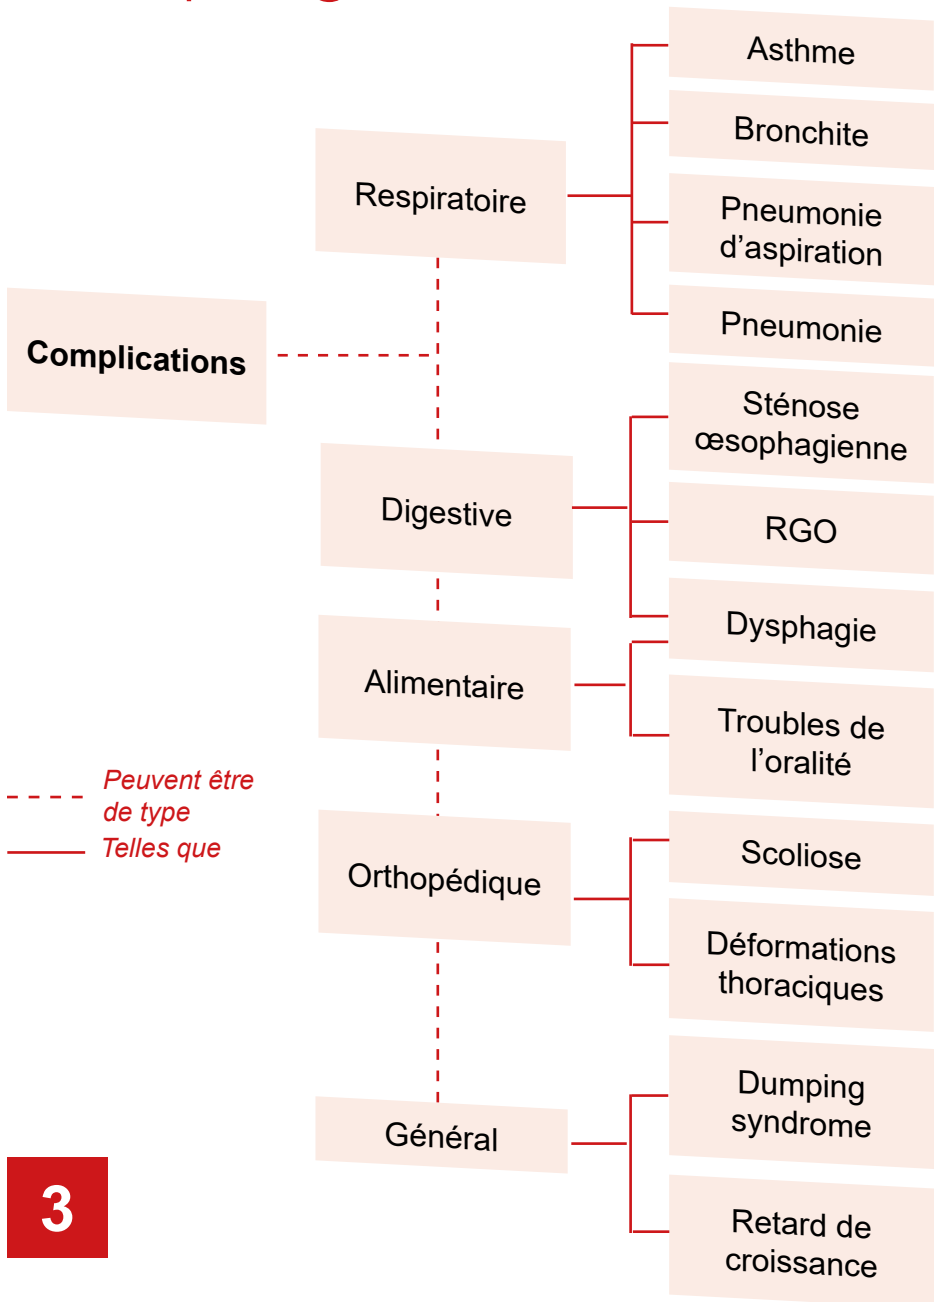 Asthme
Bronchite
Respiratoire
Pneumonie
d’aspiration
Pneumonie
Complications
Sténose
œsophagienne
Digestive
RGO
Dysphagie
Alimentaire
Troubles de
l’oralité
Peuvent être
de type
Telles que
Scoliose
Orthopédique
Déformations
thoraciques
Dumping
syndrome
Général
Retard de
croissance
3